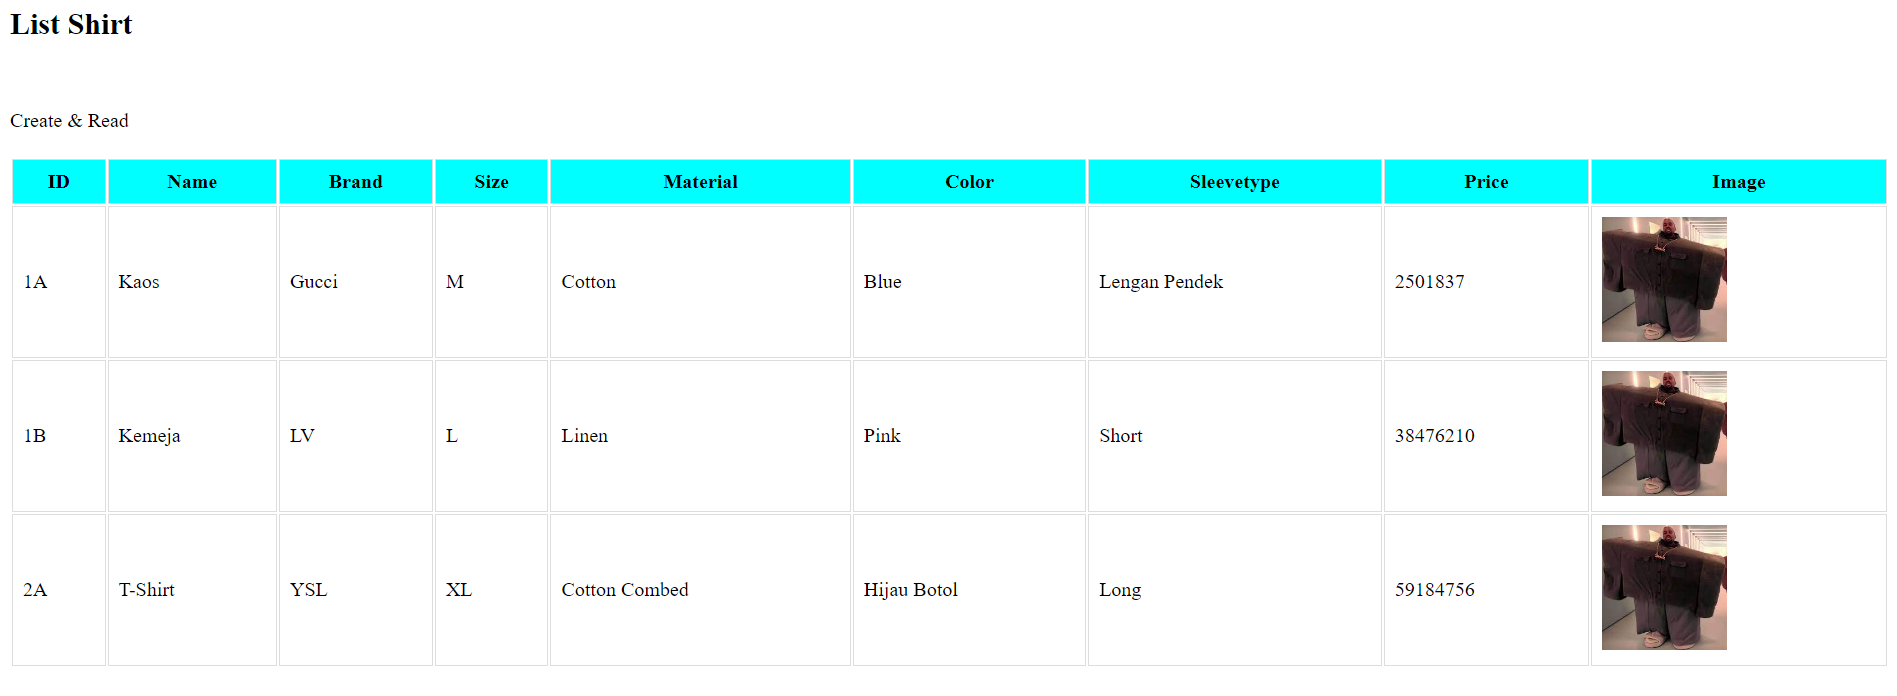 List Shirt
Create & Read
ID Name Brand Size Material Color Sleevetype Price Image
1A Kaos Gucci M Cotton Blue Lengan Pendek 2501837
1B Kemeja LV L Linen Pink Short 38476210
2A T-Shirt YSL XL Cotton Combed Hijau Botol Long 59184756